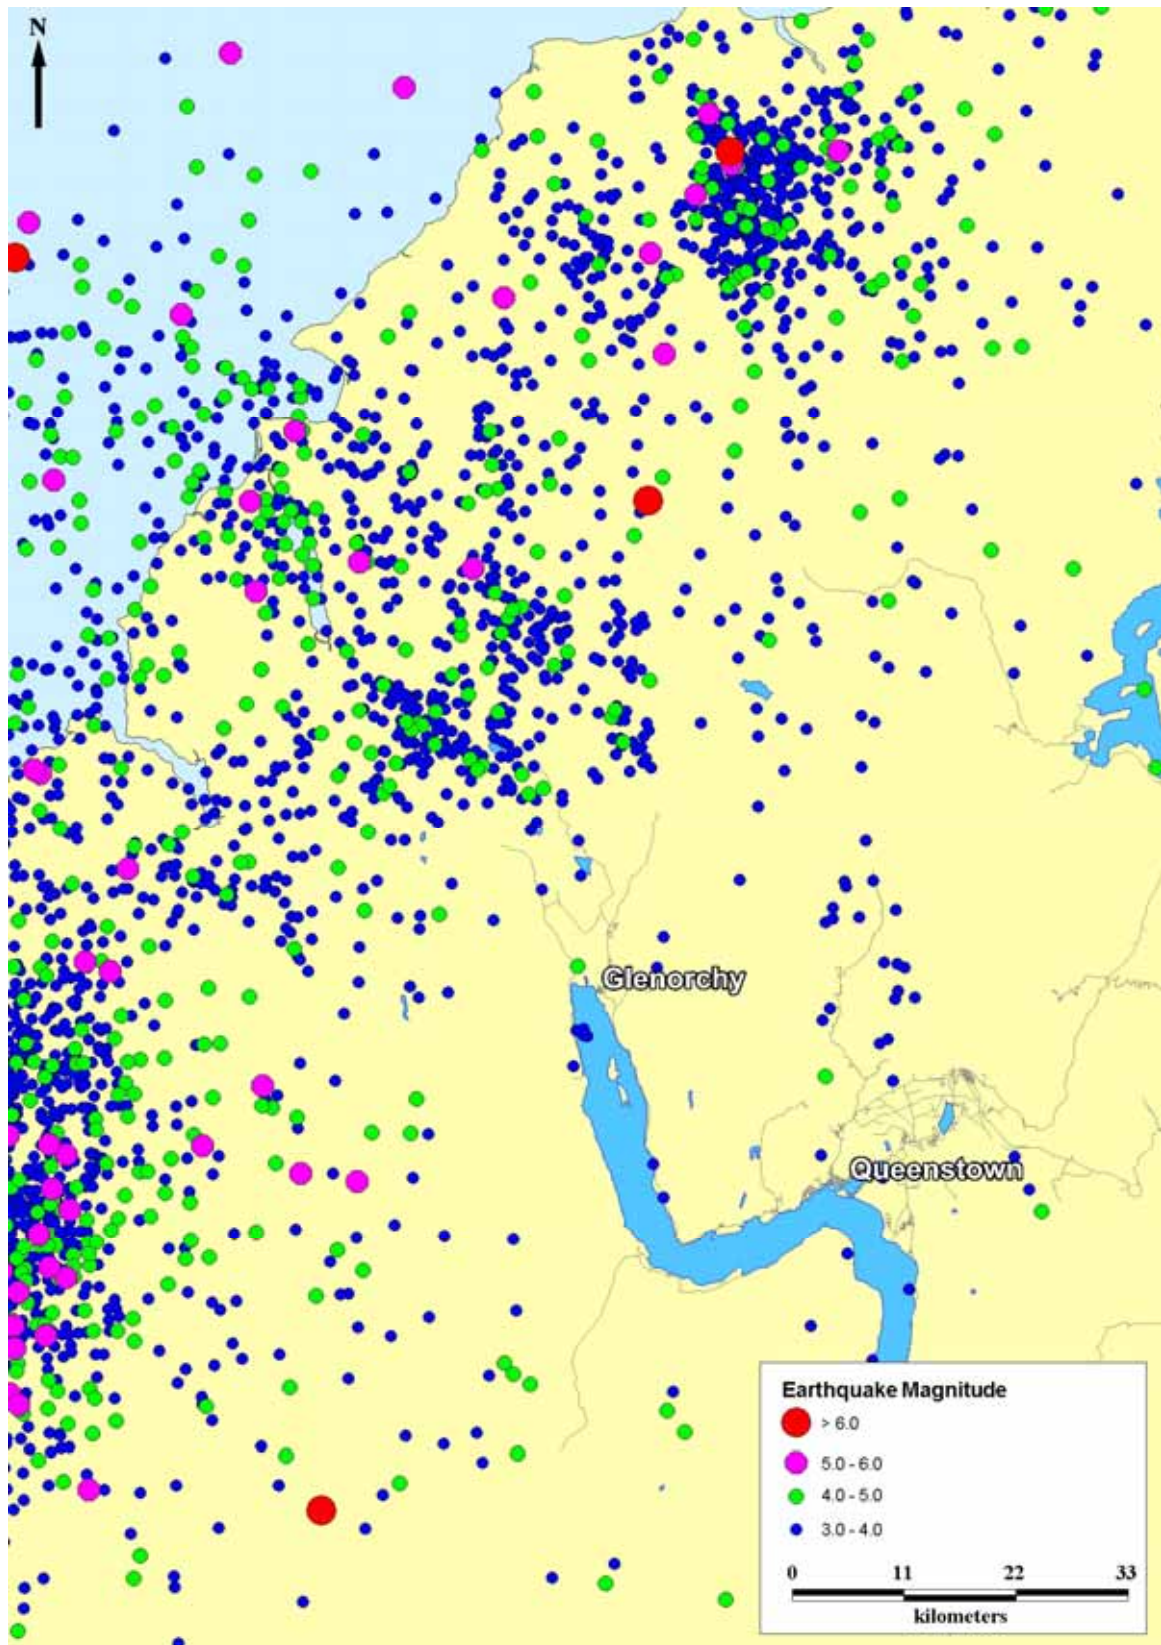 N
Glenorchy
Queenstown
Earthquake Magnitude
> 6.0
5.0 - 6.0
4.0 - 5.0
3.0 - 4.0
0 11 22 33
kilometers